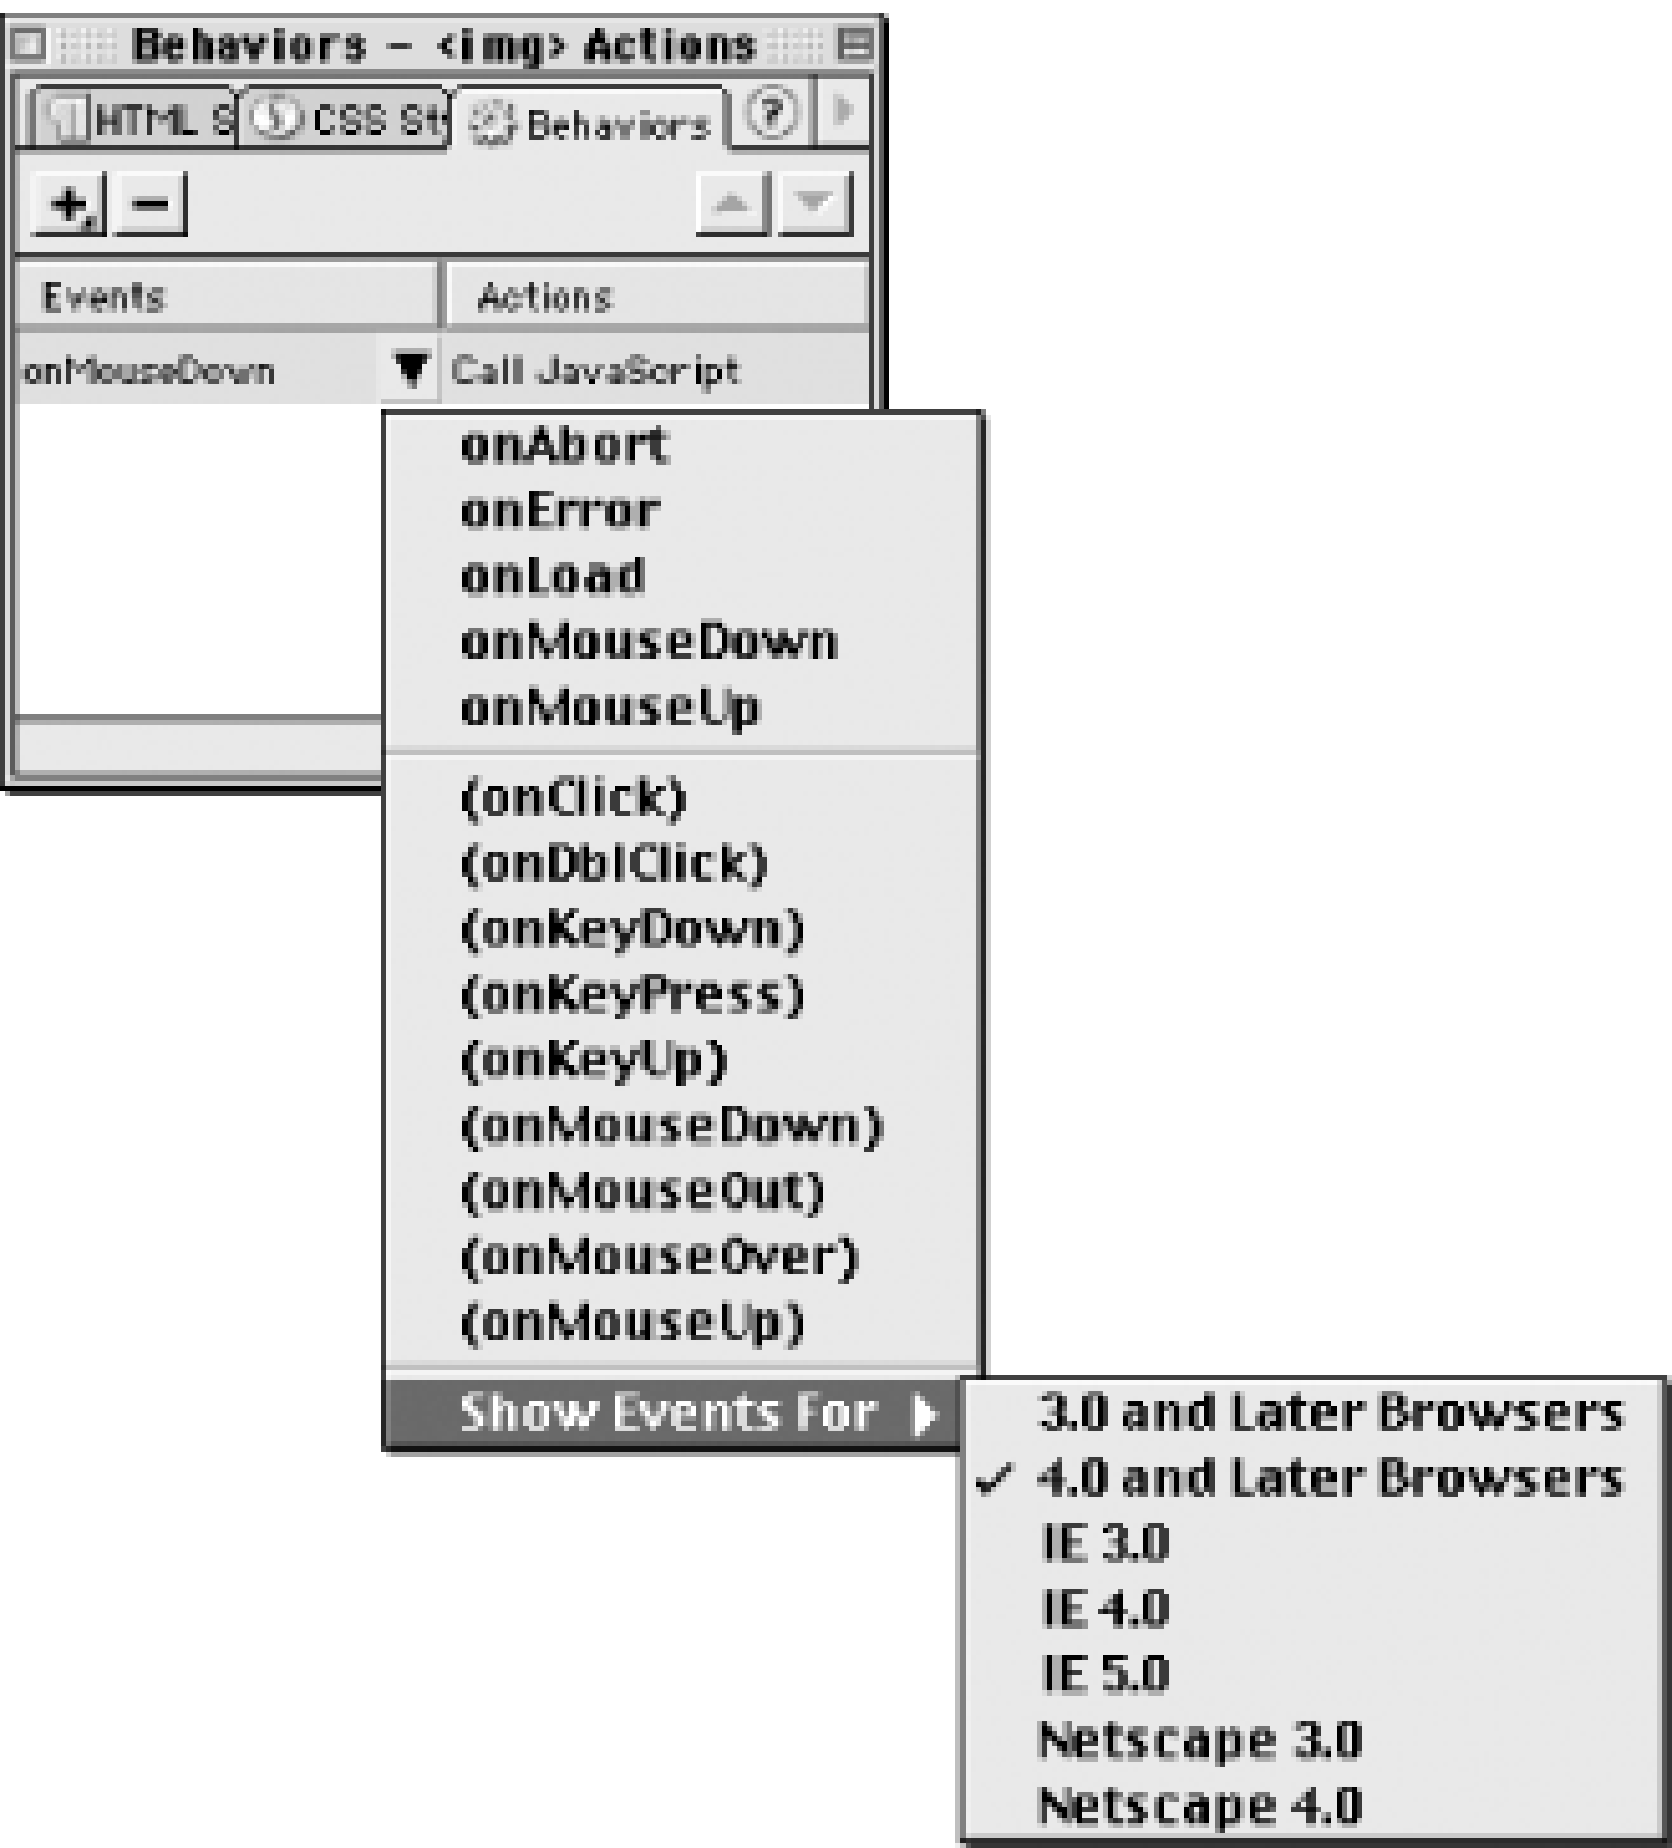 Behaviors - <img> Actions
HTML S CSS St Behaviors ?
+ -
Events Actions
onMouseDown Call JavaScript
onAbort
onError
onLoad
onMouseDown
onMouseUp
(onClick)
(onDblClick)
(onKeyDown)
(onKeyPress)
(onKeyUp)
(onMouseDown)
(onMouseOut)
(onMouseOver)
(onMouseUp)
Show Events For
3.0 and Later Browsers
✓ 4.0 and Later Browsers
IE 3.0
IE 4.0
IE 5.0
Netscape 3.0
Netscape 4.0